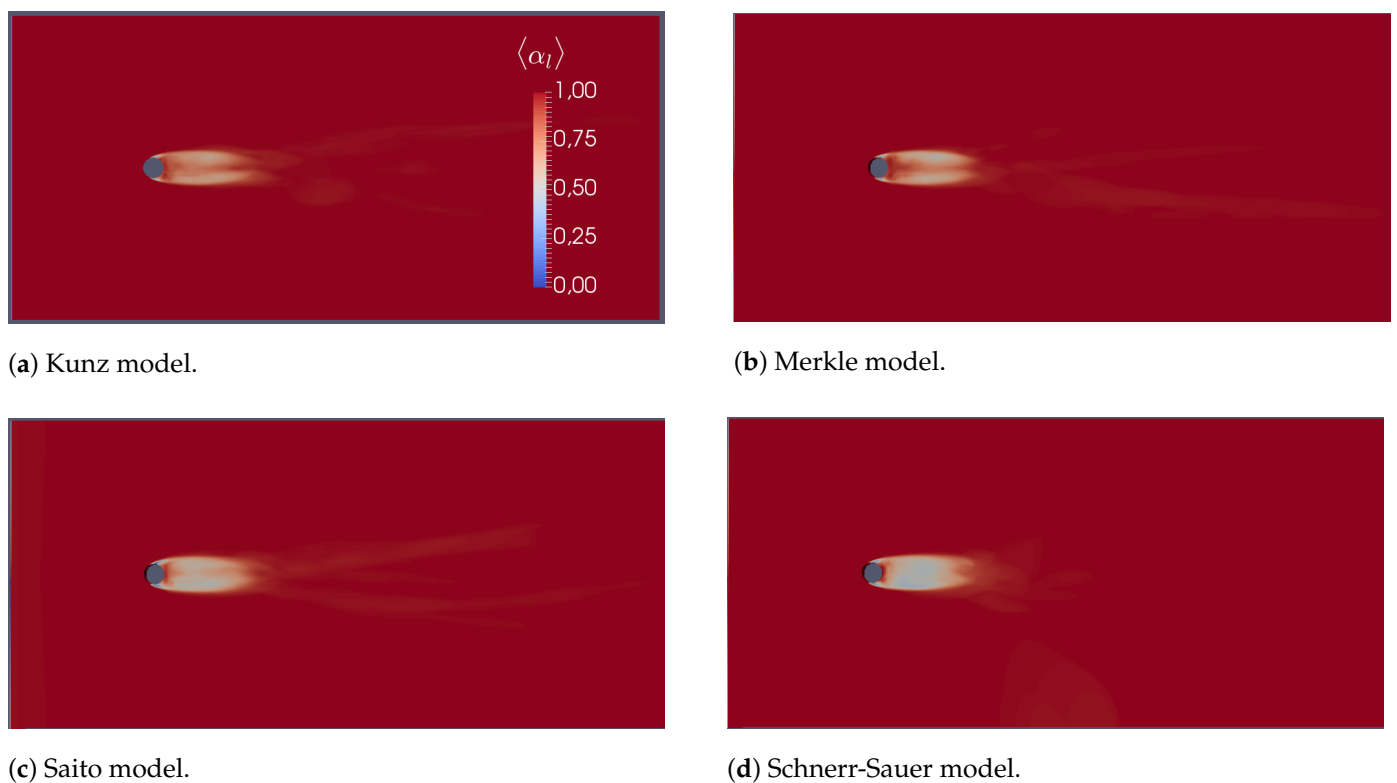 ⟨α_l⟩
1,00
0,75
0,50
0,25
0,00
(a) Kunz model.
(b) Merkle model.
(c) Saito model.
(d) Schnerr-Sauer model.